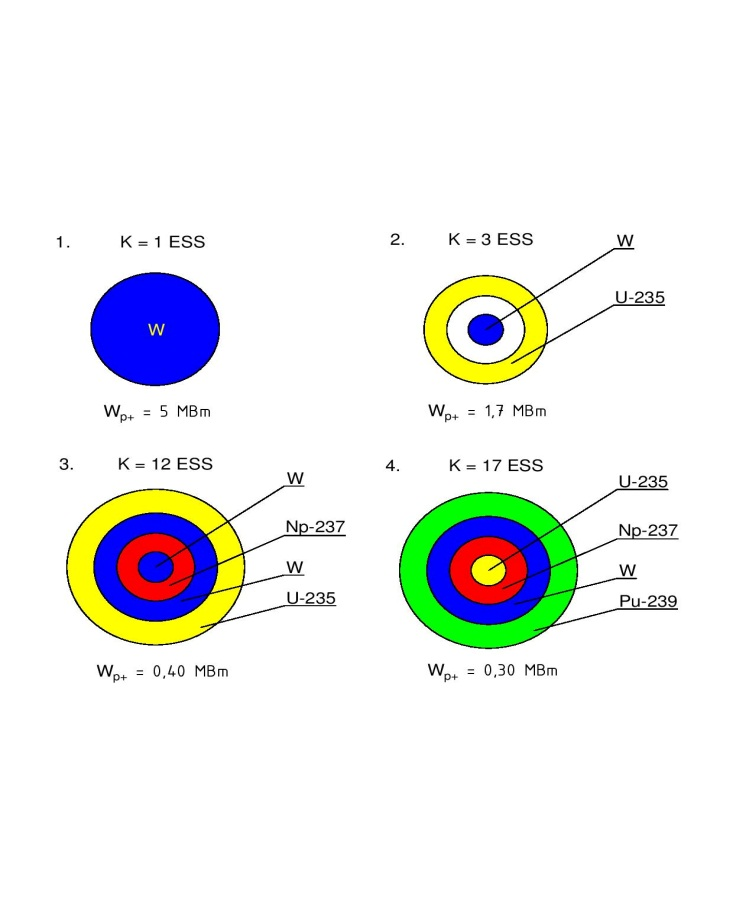 1. K = 1 ESS
W
Wp+ = 5 MBm
2. K = 3 ESS
W
U-235
Wp+ = 1,7 MBm
3. K = 12 ESS
W
Np-237
W
U-235
Wp+ = 0,40 MBm
4. K = 17 ESS
U-235
Np-237
W
Pu-239
Wp+ = 0,30 MBm